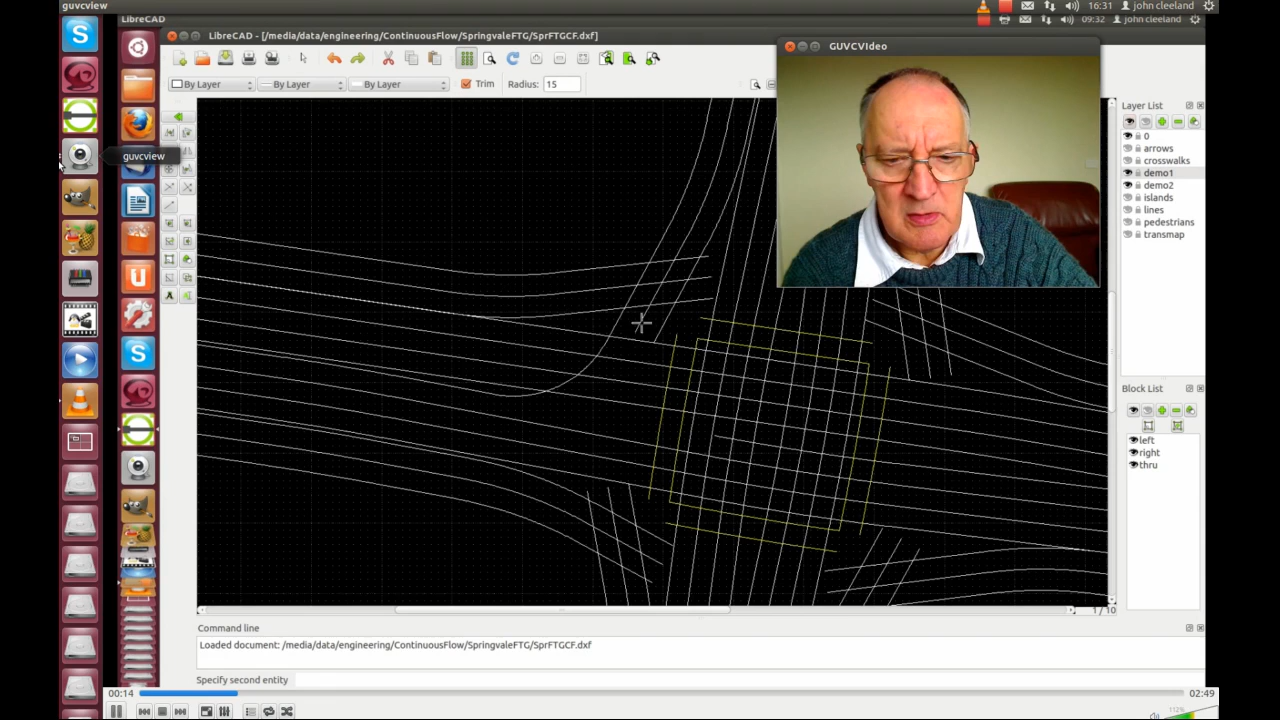 guvcview
16:31
john cleeland
LibreCAD
09:32
john cleeland
LibreCAD - [/media/data/engineering/ContinuousFlow/SpringvaleFTG/SprFTGCF.dxf]
GUVCVIdeo
By Layer
By Layer
By Layer
Trim
Radius:
15
Layer List
0
arrows
crosswalks
demo1
demo2
islands
lines
pedestrians
transmap
guvcview
Block List
left
right
thru
1 / 10
Command line
Loaded document: /media/data/engineering/ContinuousFlow/SpringvaleFTG/SprFTGCF.dxf
Specify second entity
00:14
02:49
112%